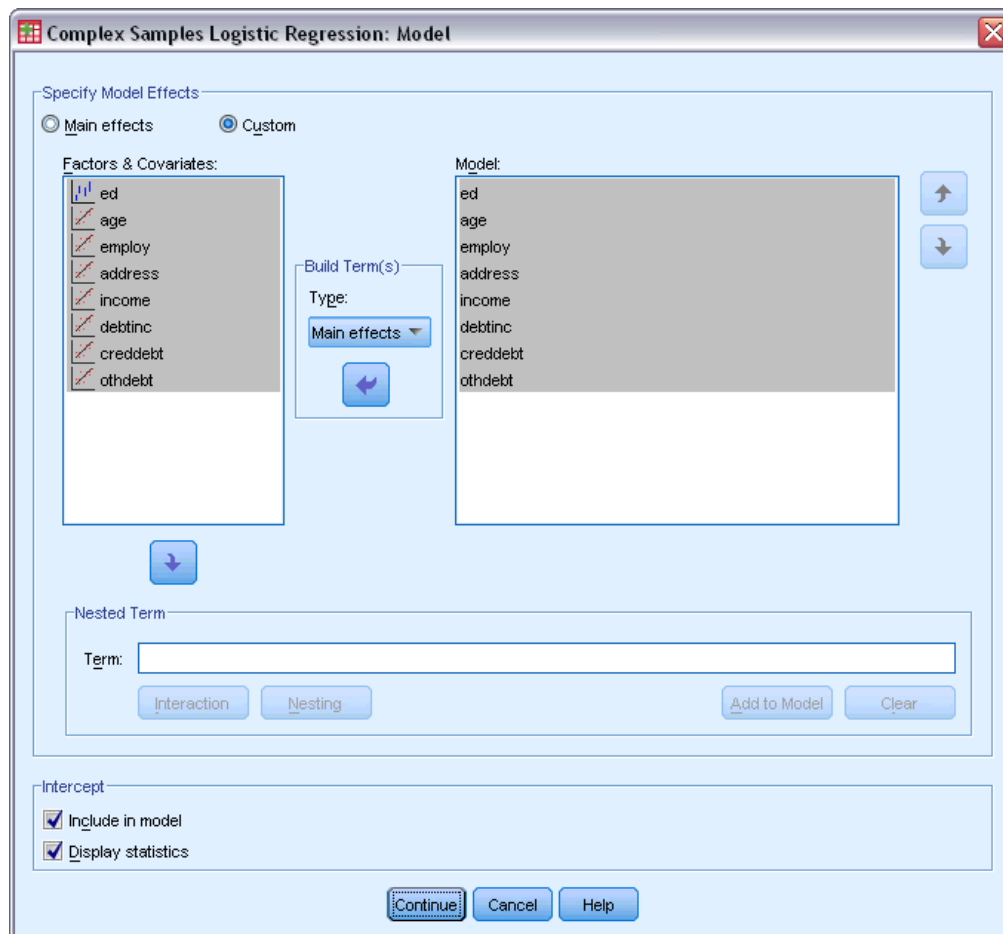 Complex Samples Logistic Regression: Model
Specify Model Effects
Main effects
Custom
Factors & Covariates:
ed
age
employ
address
income
debtinc
creddebt
othdebt
Build Term(s)
Type:
Main effects
Model:
ed
age
employ
address
income
debtinc
creddebt
othdebt
Nested Term
Term:
Interaction
Nesting
Add to Model
Clear
Intercept
Include in model
Display statistics
Continue
Cancel
Help